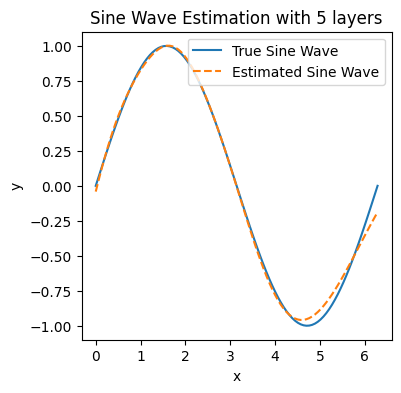 Sine Wave Estimation with 5 layers
True Sine Wave
Estimated Sine Wave
1.00
0.75
0.50
0.25
0.00
−0.25
−0.50
−0.75
−1.00
y
0 1 2 3 4 5 6
x